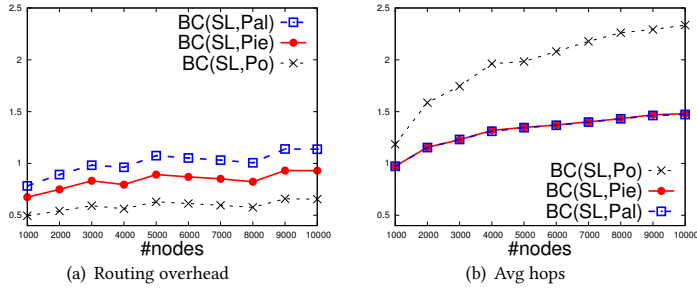 2.5
2
1.5
1
0.5
BC(SL,Pal)
BC(SL,Pie)
BC(SL,Po)
1000 2000 3000 4000 5000 6000 7000 8000 9000 10000
#nodes
(a) Routing overhead
2.5
2
1.5
1
0.5
BC(SL,Po)
BC(SL,Pie)
BC(SL,Pal)
1000 2000 3000 4000 5000 6000 7000 8000 9000 10000
#nodes
(b) Avg hops